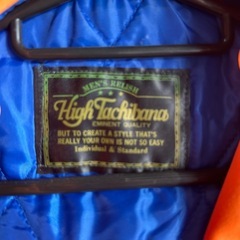 MEN'S RELISH
High Tachibana
EMINENT QUALITY
BUT TO CREATE A STYLE THAT'S
REALLY YOUR OWN IS NOT SO EASY
Individual & Standard